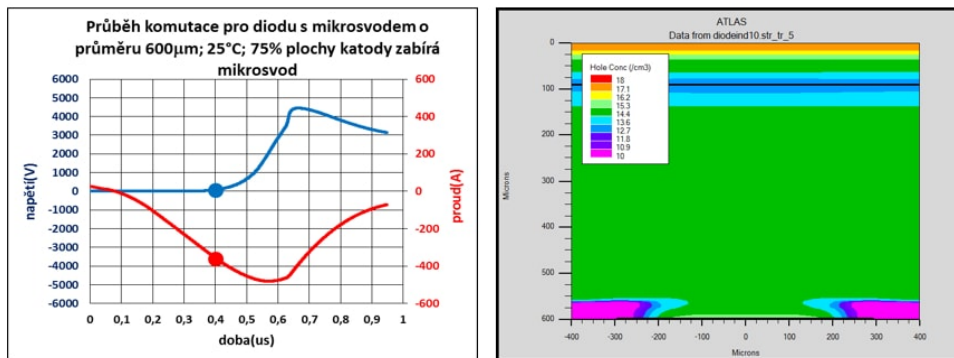 Průběh komutace pro diodu s mikrosvodem o
průměru 600μm; 25°C; 75% plochy katody zabírá
mikrosvod
napětí(V)
6000
5000
4000
3000
2000
1000
0
-1000
-2000
-3000
-4000
-5000
-6000
600
400
200
0
-200
-400
-600
proud(A)
0 0,1 0,2 0,3 0,4 0,5 0,6 0,7 0,8 0,9 1
doba(us)
ATLAS
Data from diodeind10.str_tr_5
Hole Conc (/cm3)
18
17.1
16.2
15.3
14.4
13.6
12.7
11.8
10.9
10
Microns
0
100
200
300
400
500
600
-400 -300 -200 -100 0 100 200 300 400
Microns